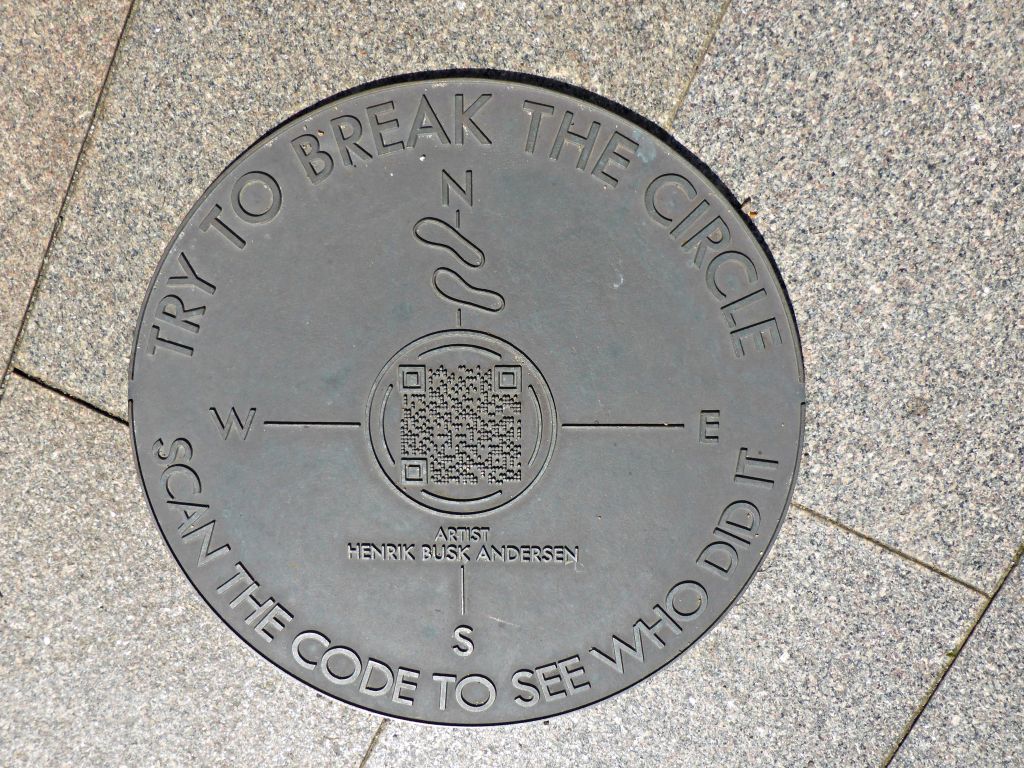 TRY TO BREAK THE CIRCLE
N
W
E
ARTIST
HENRIK BUSK ANDERSEN
S
SCAN THE CODE TO SEE WHO DID IT